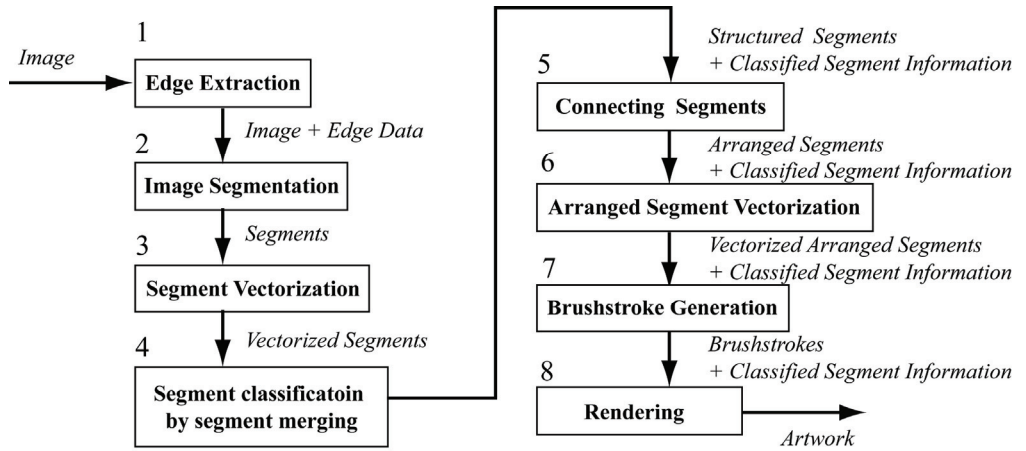 Image
1
Edge Extraction
Image + Edge Data
2
Image Segmentation
Segments
3
Segment Vectorization
Vectorized Segments
4
Segment classificatoin
by segment merging
Structured Segments
+ Classified Segment Information
5
Connecting Segments
Arranged Segments
+ Classified Segment Information
6
Arranged Segment Vectorization
Vectorized Arranged Segments
+ Classified Segment Information
7
Brushstroke Generation
Brushstrokes
+ Classified Segment Information
8
Rendering
Artwork